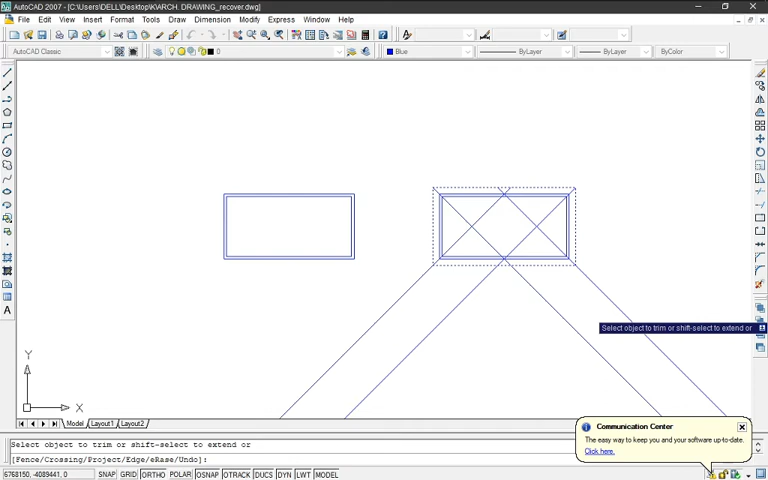 AutoCAD 2007 - [C:\Users\DELL\Desktop\KARCH. DRAWING_recover.dwg]
File Edit View Insert Format Tools Draw Dimension Modify Express Window Help
AutoCAD Classic
0
Blue
ByLayer
ByLayer
ByColor
A
Select object to trim or shift-select to extend or
Y
X
Model Layout1 Layout2
Communication Center
The easy way to keep you and your software up-to-date.
Click here.
Select object to trim or shift-select to extend or
[Fence/Crossing/Project/Edge/eRase/Undo]:
6768150, -4089441, 0 SNAP GRID ORTHO POLAR OSNAP OTRACK DUCS DYN LWT MODEL